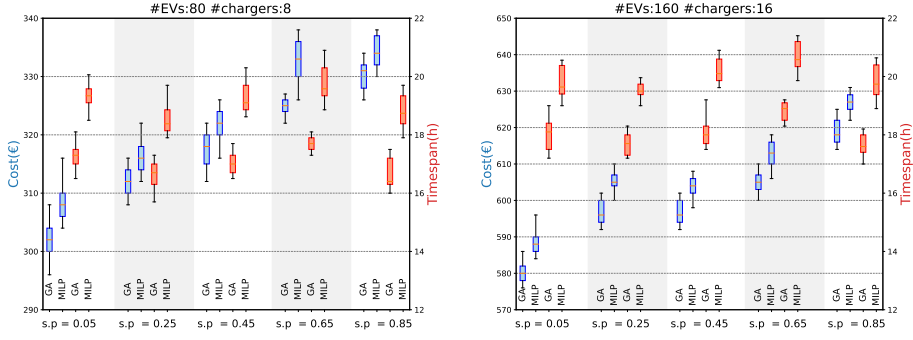 #EVs:80 #chargers:8
Cost(€)
340
330
320
310
300
290
22
20
18
16
14
12
Timespan(h)
GA MILP GA MILP GA MILP GA MILP GA MILP GA MILP GA MILP GA MILP GA MILP GA MILP
s.p = 0.05 s.p = 0.25 s.p = 0.45 s.p = 0.65 s.p = 0.85
#EVs:160 #chargers:16
Cost(€)
650
640
630
620
610
600
590
580
570
22
20
18
16
14
12
Timespan(h)
GA MILP GA MILP GA MILP GA MILP GA MILP GA MILP GA MILP GA MILP GA MILP GA MILP
s.p = 0.05 s.p = 0.25 s.p = 0.45 s.p = 0.65 s.p = 0.85